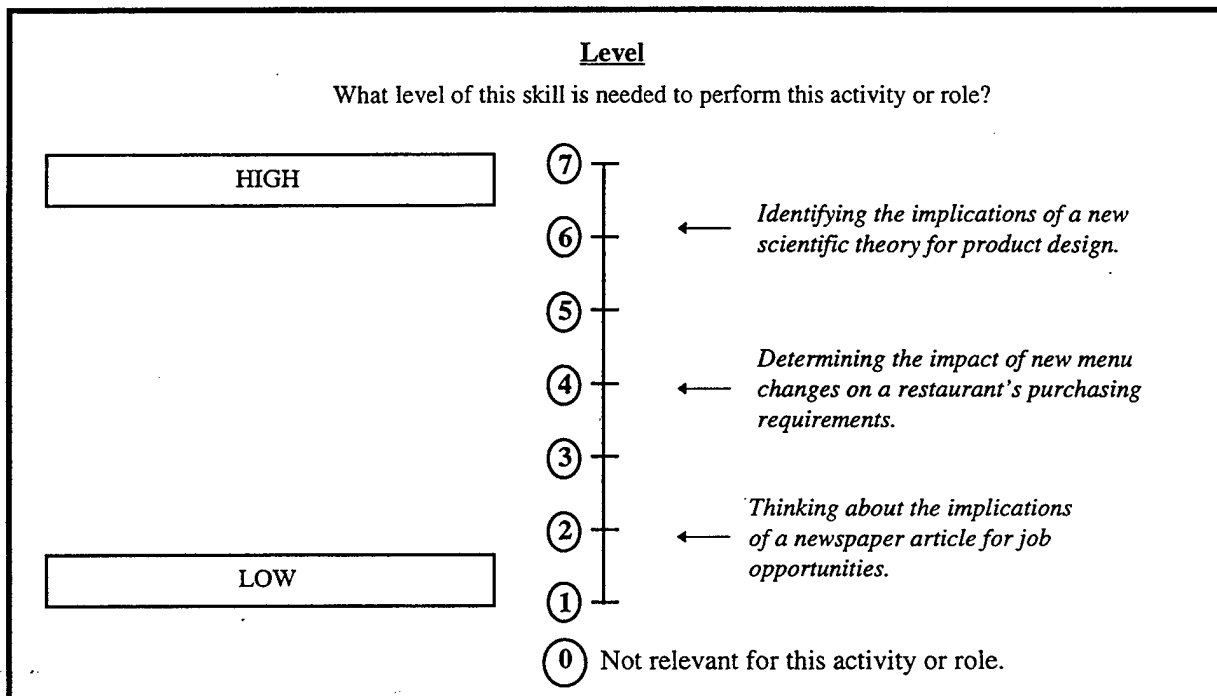 Level
What level of this skill is needed to perform this activity or role?
HIGH
7
6
5
4
3
2
1
Identifying the implications of a new
scientific theory for product design.
Determining the impact of new menu
changes on a restaurant's purchasing
requirements.
Thinking about the implications
of a newspaper article for job
opportunities.
LOW
0 Not relevant for this activity or role.